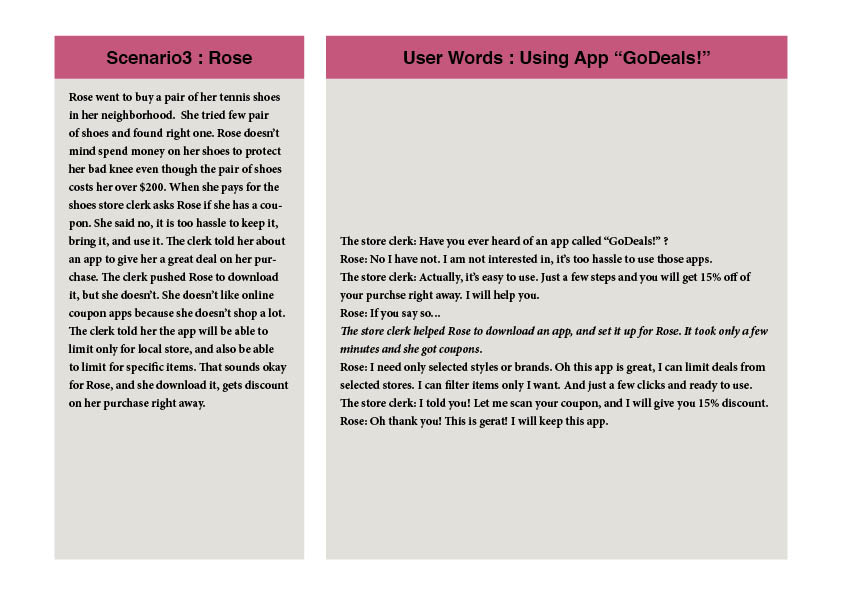 Scenario3 : Rose
Rose went to buy a pair of her tennis shoes
in her neighborhood.  She tried few pair
of shoes and found right one. Rose doesn't
mind spend money on her shoes to protect
her bad knee even though the pair of shoes
costs her over $200. When she pays for the
shoes store clerk asks Rose if she has a cou-
pon. She said no, it is too hassle to keep it,
bring it, and use it. The clerk told her about
an app to give her a great deal on her pur-
chase. The clerk pushed Rose to download
it, but she doesn't. She doesn't like online
coupon apps because she doesn't shop a lot.
The clerk told her the app will be able to
limit only for local store, and also be able
to limit for specific items. That sounds okay
for Rose, and she download it, gets discount
on her purchase right away.
User Words : Using App “GoDeals!”
The store clerk: Have you ever heard of an app called “GoDeals!” ?
Rose: No I have not. I am not interested in, it's too hassle to use those apps.
The store clerk: Actually, it's easy to use. Just a few steps and you will get 15% off of
your purchse right away. I will help you.
Rose: If you say so...
The store clerk helped Rose to download an app, and set it up for Rose. It took only a few
minutes and she got coupons.
Rose: I need only selected styles or brands. Oh this app is great, I can limit deals from
selected stores. I can filter items only I want. And just a few clicks and ready to use.
The store clerk: I told you! Let me scan your coupon, and I will give you 15% discount.
Rose: Oh thank you! This is gerat! I will keep this app.